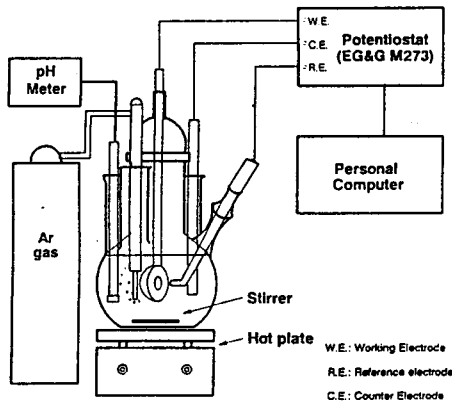 W.E.
C.E.
R.E.
Potentiostat
(EG&G M273)
pH
Meter
Personal
Computer
Ar
gas
Stirrer
Hot plate
W.E.: Working Electrode
R.E.: Reference electrode
C.E.: Counter Electrode